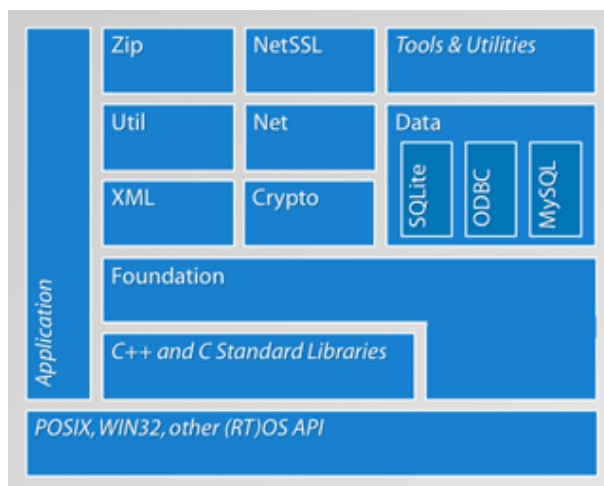 Zip
NetSSL
Tools & Utilities
Util
Net
Data
SQLite
ODBC
MySQL
XML
Crypto
Foundation
Application
C++ and C Standard Libraries
POSIX, WIN32, other (RT)OS API